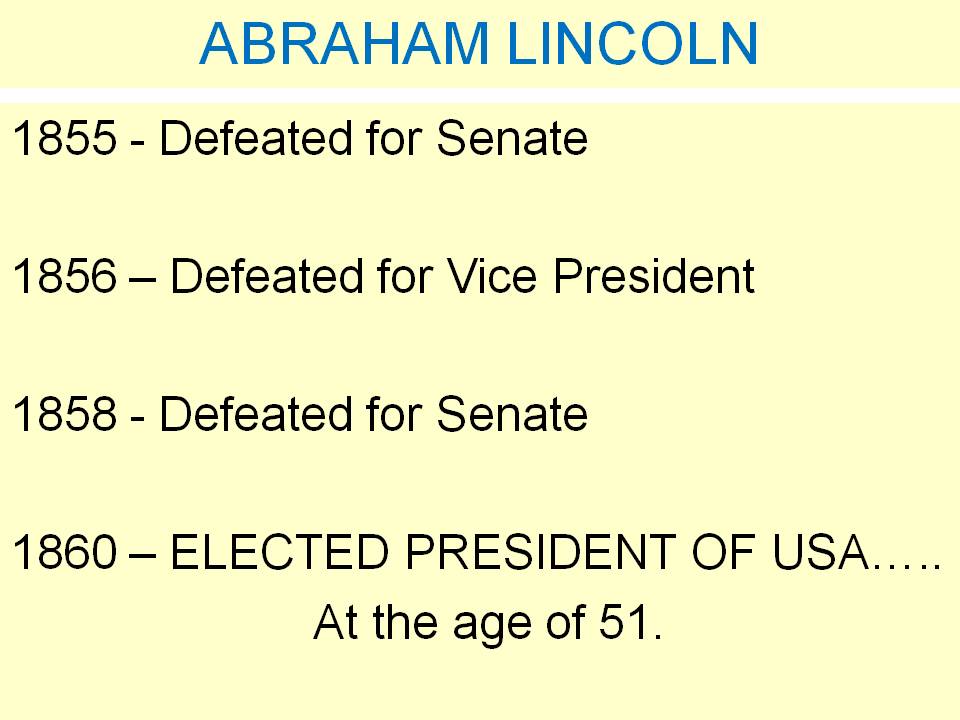 ABRAHAM LINCOLN
1855 - Defeated for Senate
1856 – Defeated for Vice President
1858 - Defeated for Senate
1860 – ELECTED PRESIDENT OF USA…..
At the age of 51.